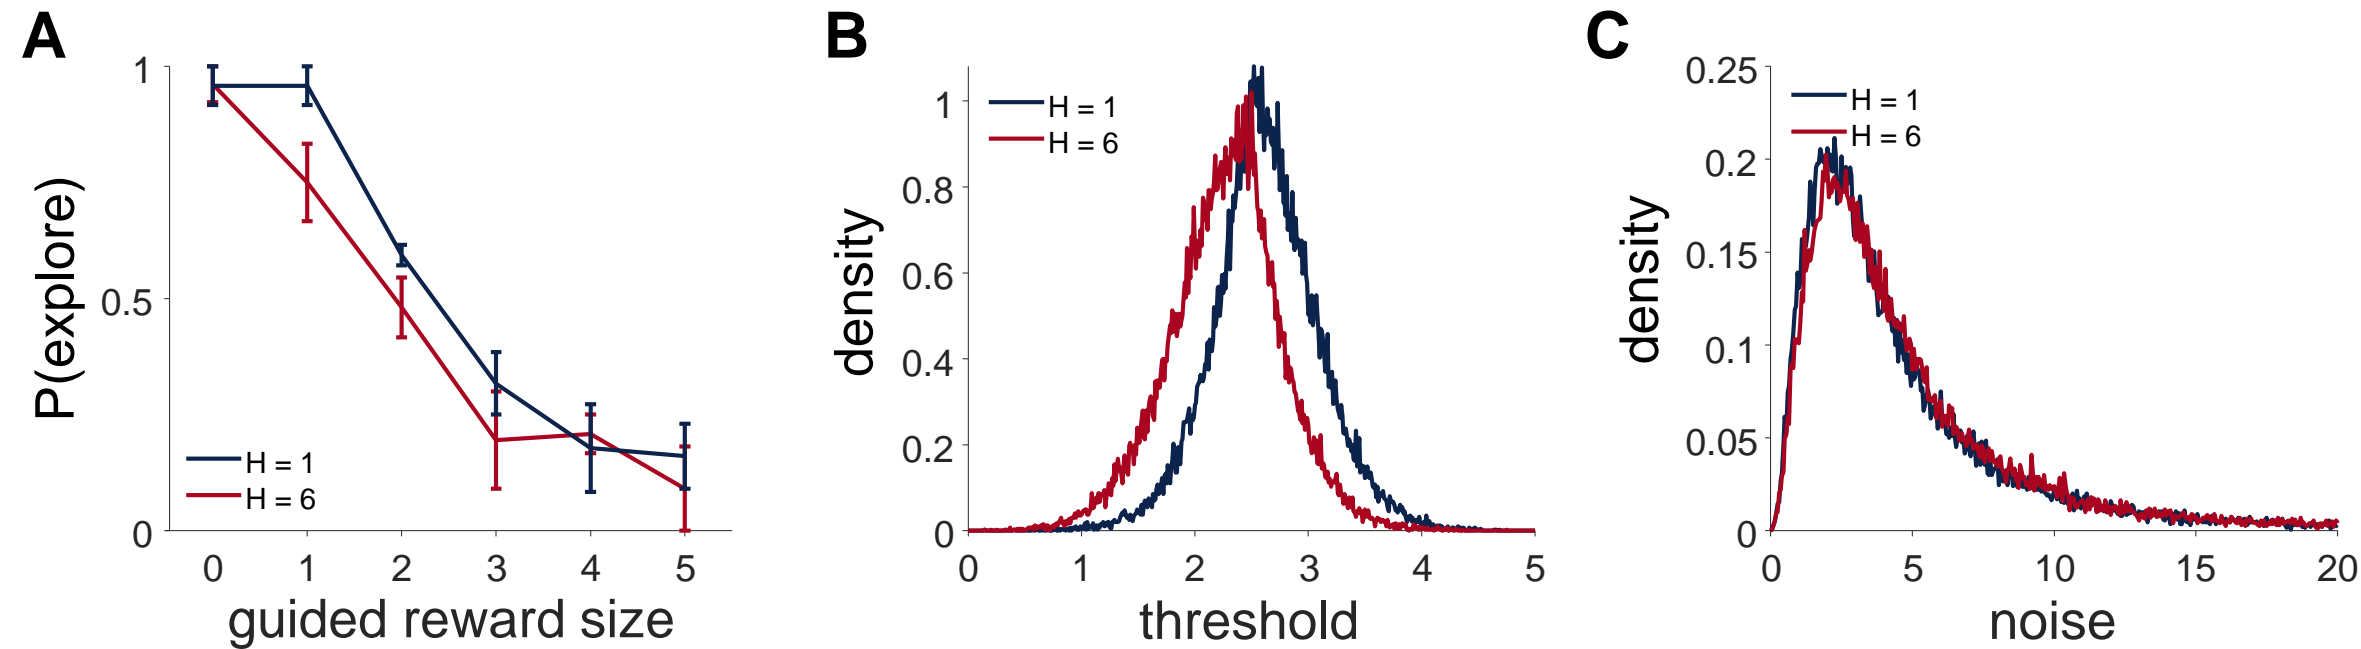 A
P(explore)
1
0.5
0
H = 1
H = 6
0 1 2 3 4 5
guided reward size
B
density
1
0.8
0.6
0.4
0.2
0
H = 1
H = 6
0 1 2 3 4 5
threshold
C
density
0.25
0.2
0.15
0.1
0.05
0
H = 1
H = 6
0 5 10 15 20
noise